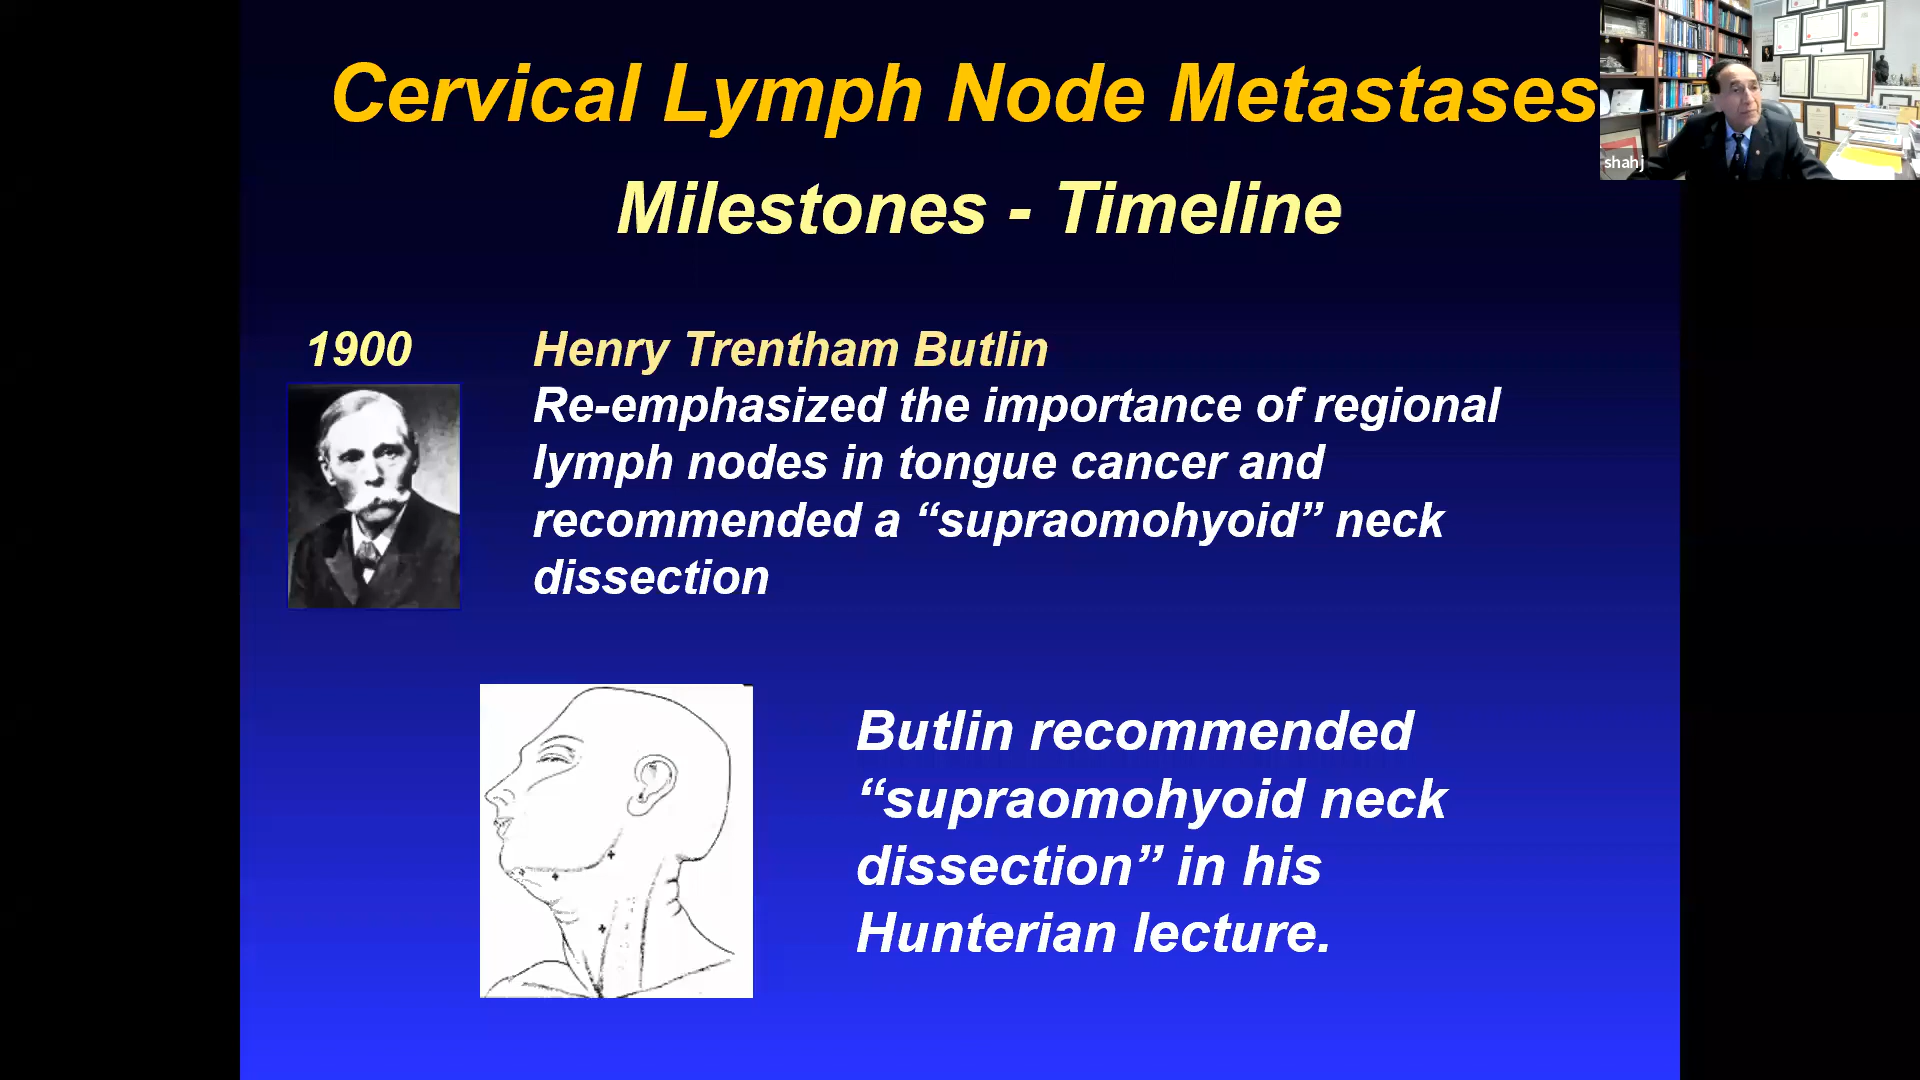 Cervical Lymph Node Metastases
shahj
Milestones - Timeline
1900
Henry Trentham Butlin
Re-emphasized the importance of regional
lymph nodes in tongue cancer and
recommended a “supraomohyoid” neck
dissection
Butlin recommended
“supraomohyoid neck
dissection” in his
Hunterian lecture.